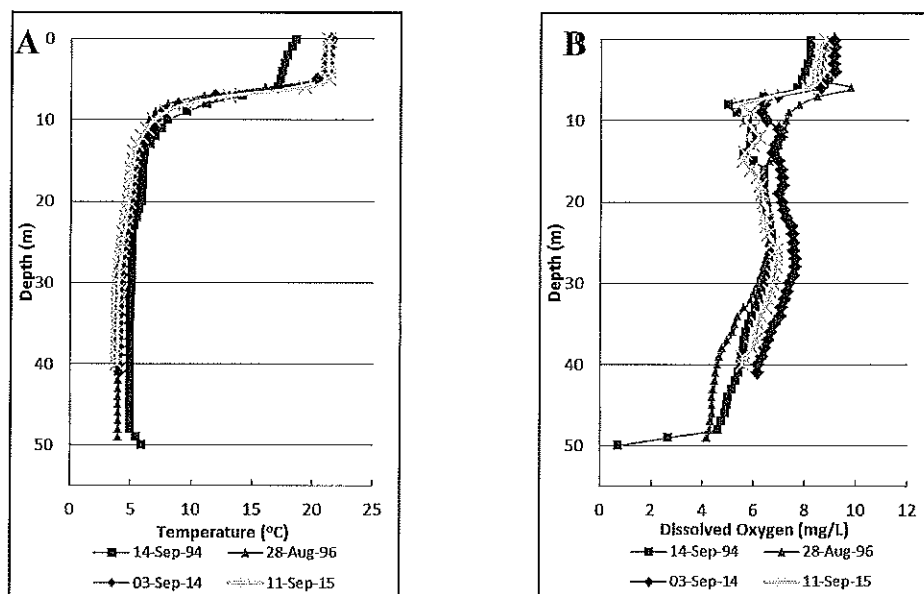 A
0 5 10 15 20 25
0
10
20
30
40
50
Depth (m)
Temperature (ºC)
14-Sep-94 28-Aug-96
03-Sep-14 11-Sep-15
B
0 2 4 6 8 10 12
0
10
20
30
40
50
Depth (m)
Dissolved Oxygen (mg/L)
14-Sep-94 28-Aug-96
03-Sep-14 11-Sep-15